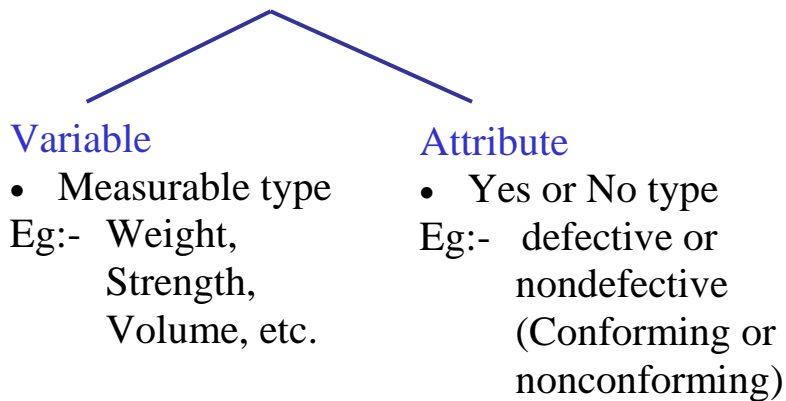 Variable
• Measurable type
Eg:- Weight,
Strength,
Volume, etc.
Attribute
• Yes or No type
Eg:- defective or
nondefective
(Conforming or
nonconforming)